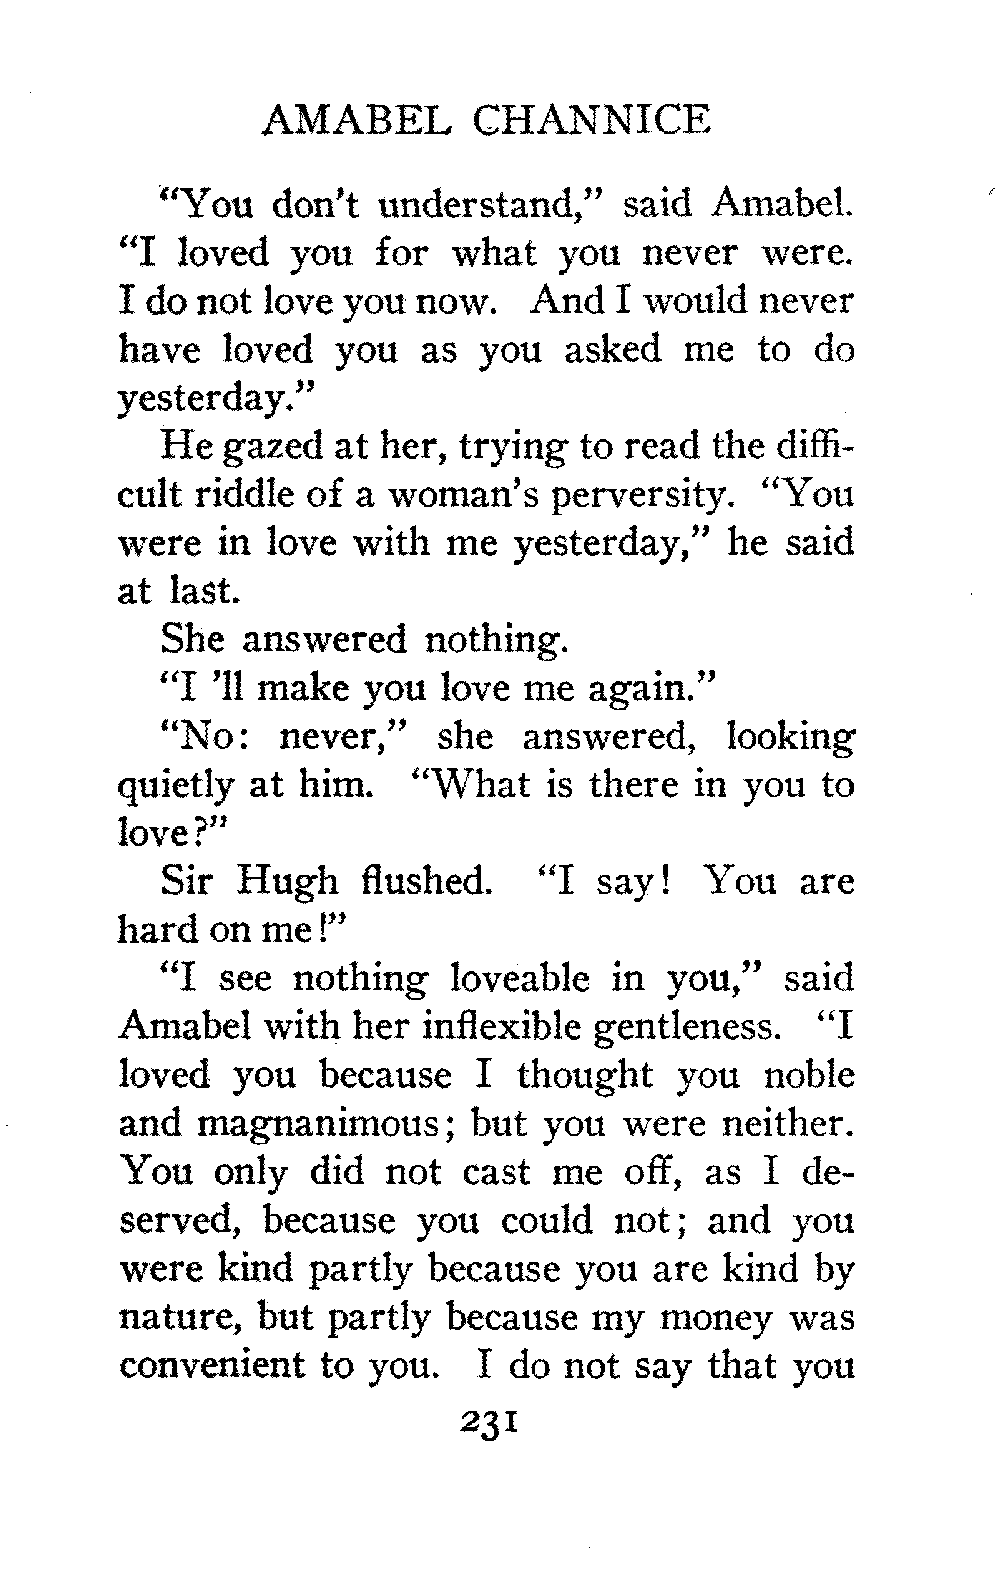 AMABEL CHANNICE
"You don't understand," said Amabel.
"I loved you for what you never were.
I do not love you now. And I would never
have loved you as you asked me to do
yesterday."
He gazed at her, trying to read the diffi-
cult riddle of a woman's perversity. "You
were in love with me yesterday," he said
at last.
She answered nothing.
"I 'll make you love me again."
"No: never," she answered, looking
quietly at him. "What is there in you to
love?"
Sir Hugh flushed. "I say! You are
hard on me!"
"I see nothing loveable in you," said
Amabel with her inflexible gentleness. "I
loved you because I thought you noble
and magnanimous; but you were neither.
You only did not cast me off, as I de-
served, because you could not; and you
were kind partly because you are kind by
nature, but partly because my money was
convenient to you. I do not say that you
231